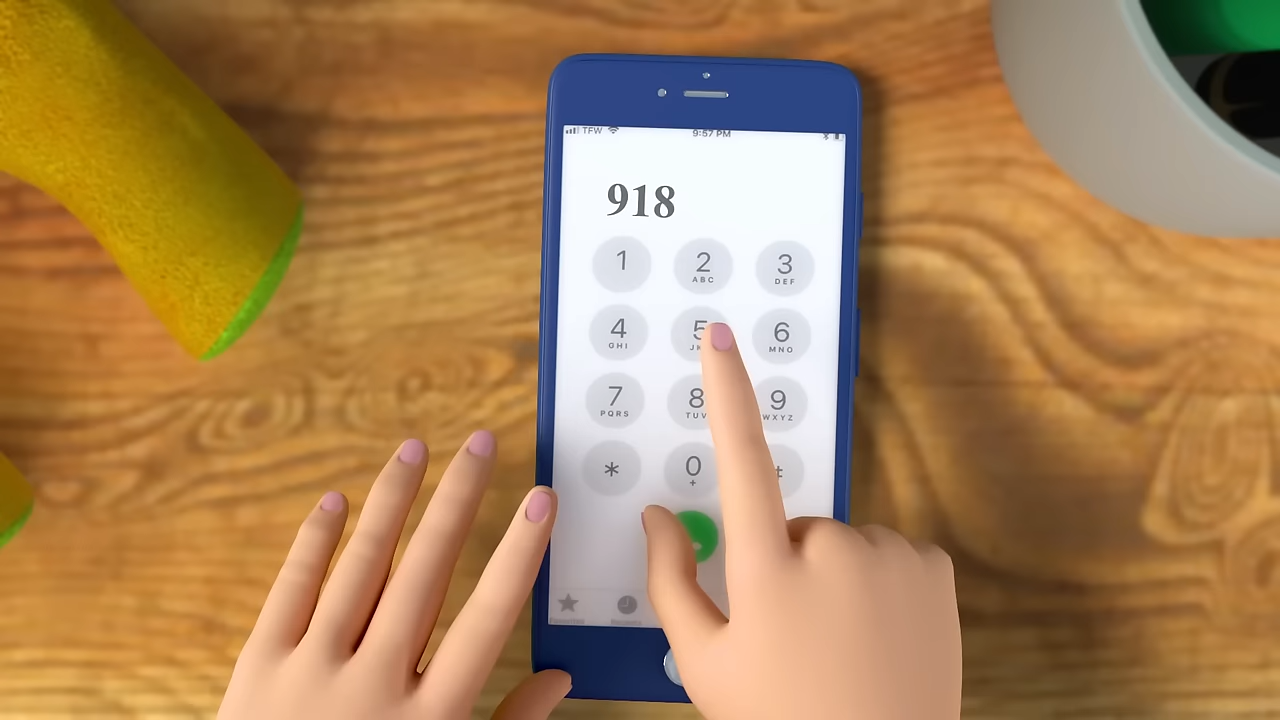 TFW 9:57 PM
918
1 2 3
ABC DEF
4 5 6
GHI MNO
7 8 9
PQRS TUV WXYZ
* 0
+